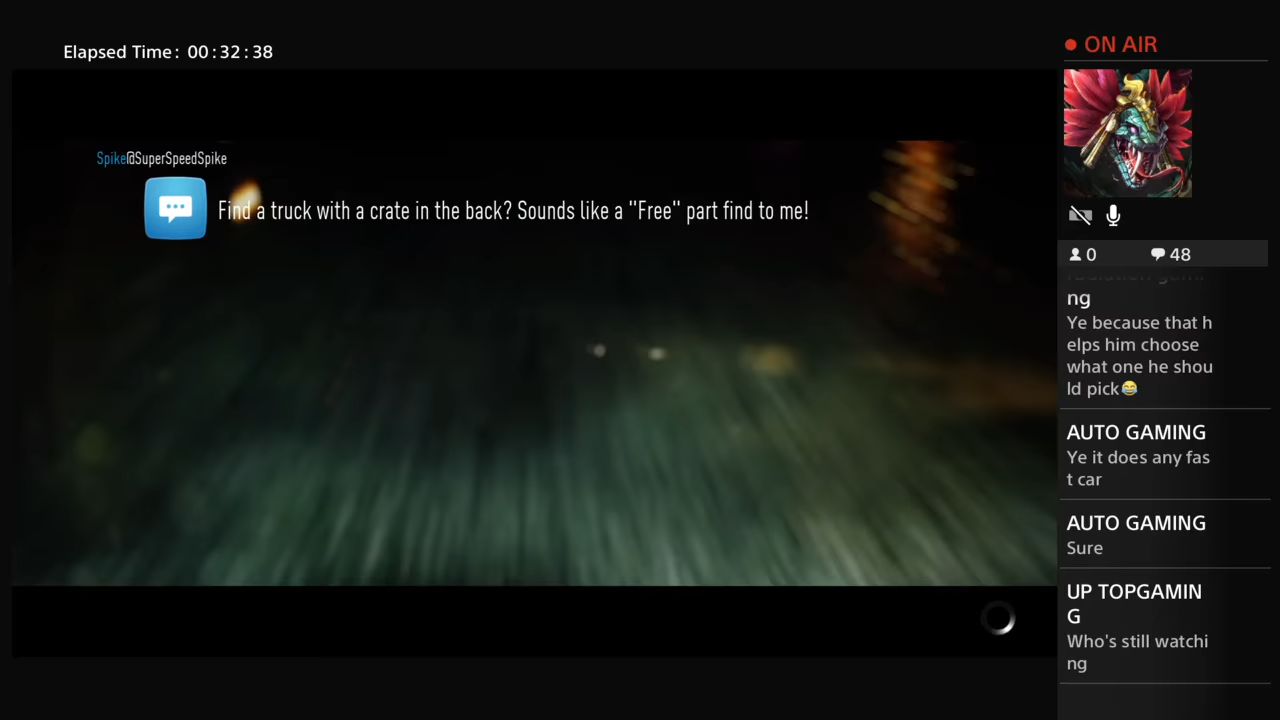 Elapsed Time: 00:32:38
ON AIR
Spike@SuperSpeedSpike
Find a truck with a crate in the back? Sounds like a "Free" part find to me!
0 48
ng
Ye because that h
elps him choose
what one he shou
ld pick😂
AUTO GAMING
Ye it does any fas
t car
AUTO GAMING
Sure
UP TOPGAMIN
G
Who's still watchi
ng